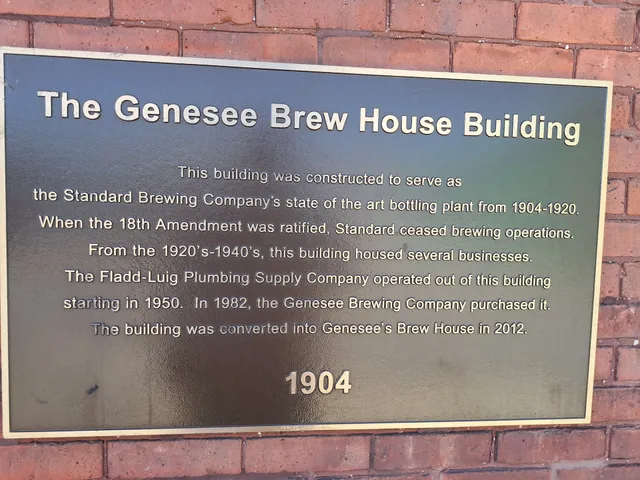 The Genesee Brew House Building
This building was constructed to serve as
the Standard Brewing Company's state of the art bottling plant from 1904-1920.
When the 18th Amendment was ratified, Standard ceased brewing operations.
From the 1920's-1940's, this building housed several businesses.
The Fladd-Luig Plumbing Supply Company operated out of this building
starting in 1950. In 1982, the Genesee Brewing Company purchased it.
The building was converted into Genesee's Brew House in 2012.
1904